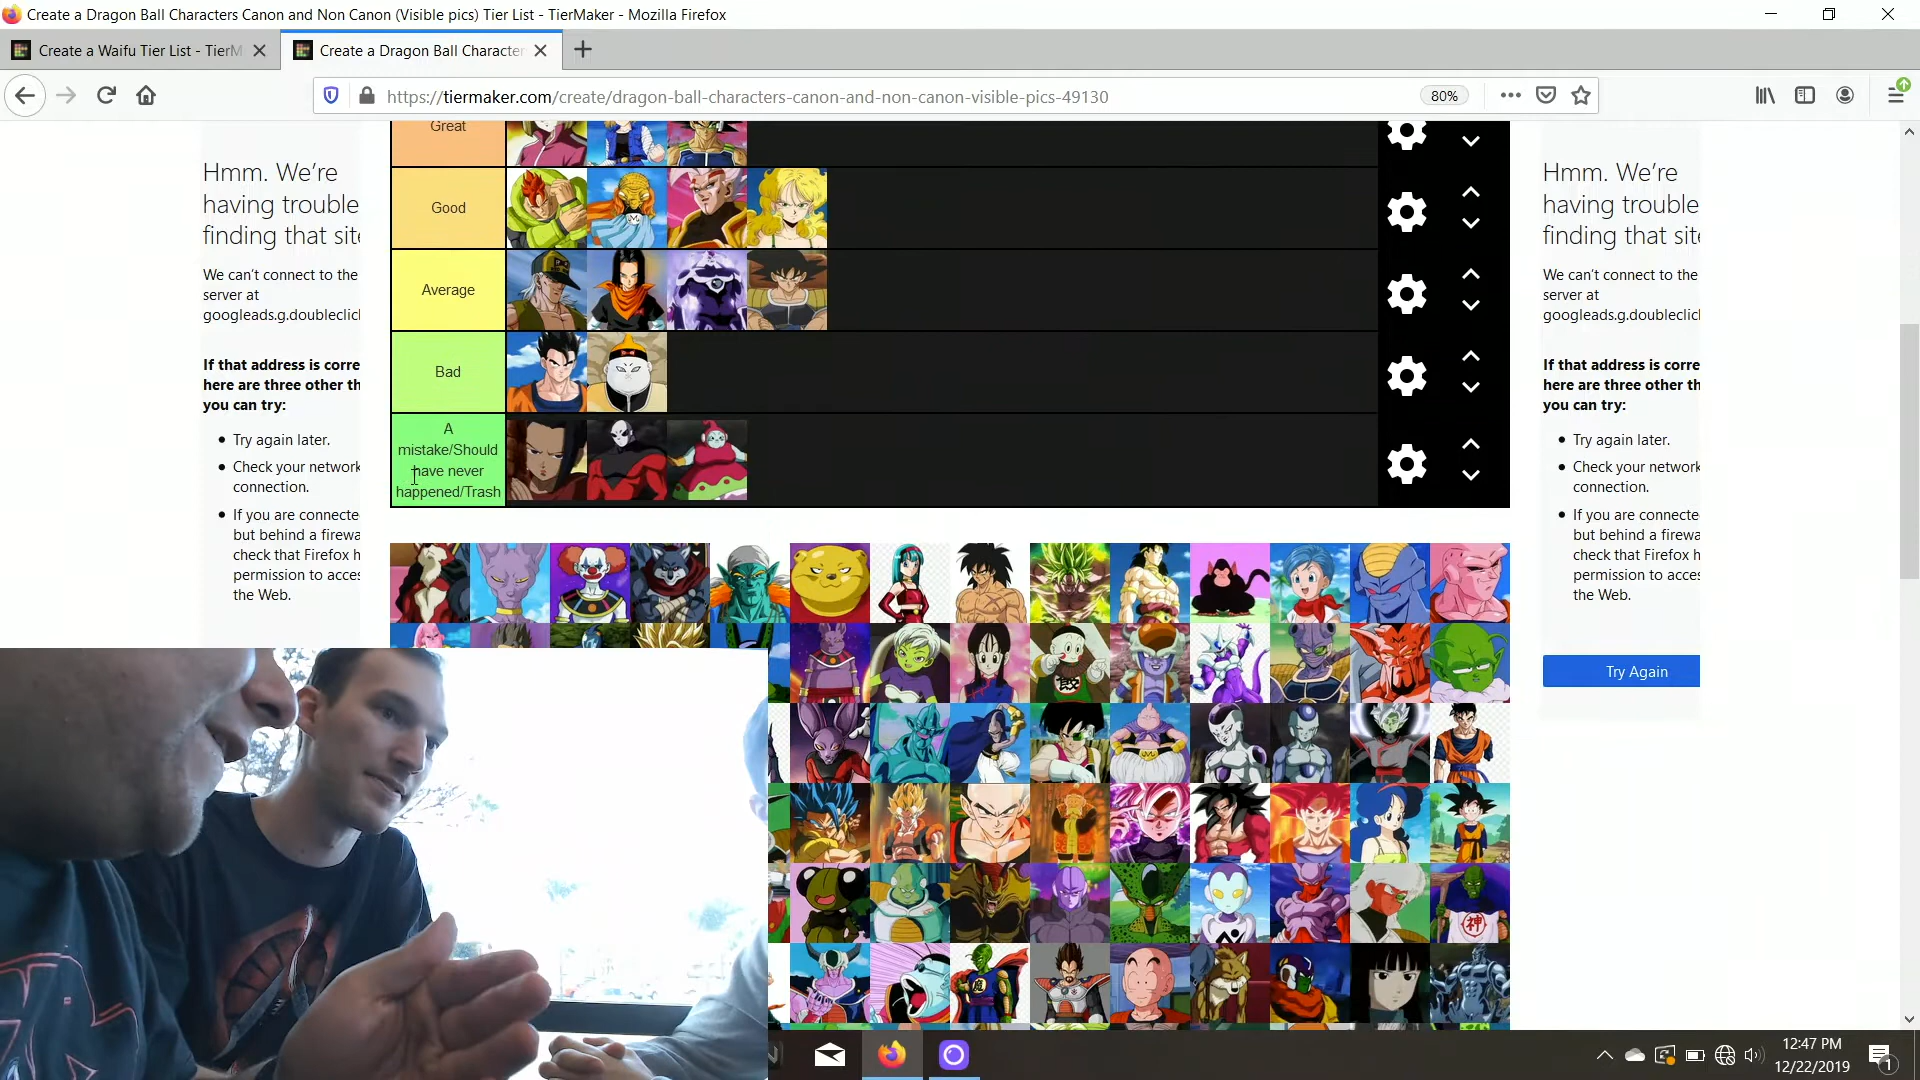 Create a Dragon Ball Characters Canon and Non Canon (Visible pics) Tier List - TierMaker - Mozilla Firefox
Create a Waifu Tier List - TierM
Create a Dragon Ball Character
https://tiermaker.com/create/dragon-ball-characters-canon-and-non-canon-visible-pics-49130
80%
Great
Good
Average
Bad
A
mistake/Should
have never
happened/Trash
Hmm. We're
having trouble
finding that site
We can't connect to the
server at
googleads.g.doubleclic
If that address is corre
here are three other th
you can try:
Try again later.
Check your network
connection.
If you are connecte
but behind a firewa
check that Firefox h
permission to acces
the Web.
Hmm. We're
having trouble
finding that site
We can't connect to the
server at
googleads.g.doubleclic
If that address is corre
here are three other th
you can try:
Try again later.
Check your network
connection.
If you are connecte
but behind a firewa
check that Firefox h
permission to acces
the Web.
Try Again
12:47 PM
12/22/2019
1